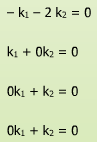 - k₁ - 2 k₂ = 0
k₁ + 0k₂ = 0
0k₁ + k₂ = 0
0k₁ + k₂ = 0